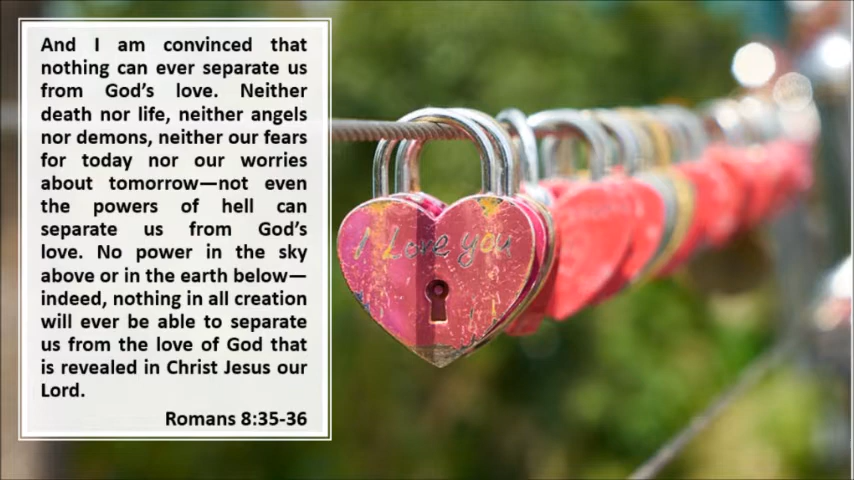 And I am convinced that
nothing can ever separate us
from God’s love. Neither
death nor life, neither angels
nor demons, neither our fears
for today nor our worries
about tomorrow—not even
the powers of hell can
separate us from God’s
love. No power in the sky
above or in the earth below—
indeed, nothing in all creation
will ever be able to separate
us from the love of God that
is revealed in Christ Jesus our
Lord.
Romans 8:35-36
I Love you